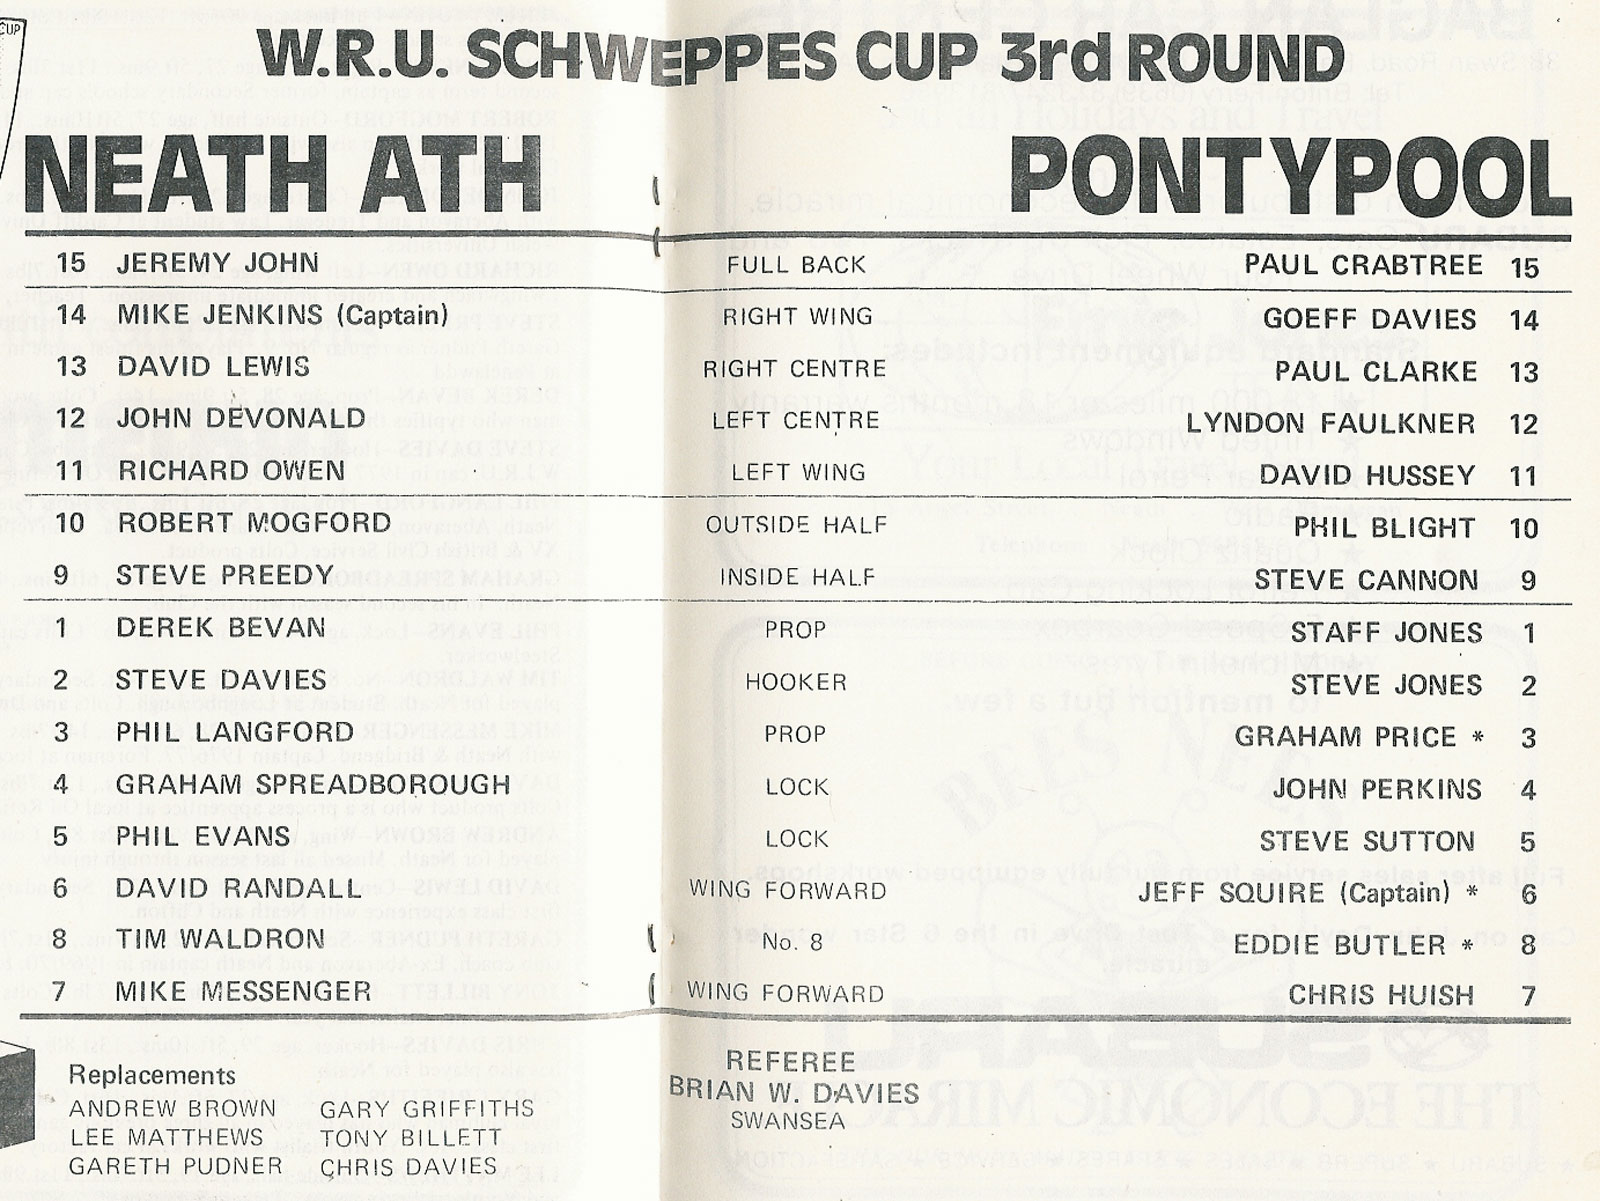 CUP
W.R.U. SCHWEPPES CUP 3rd ROUND
NEATH ATH PONTYPOOL
15 JEREMY JOHN FULL BACK PAUL CRABTREE 15
14 MIKE JENKINS (Captain) RIGHT WING GOEFF DAVIES 14
13 DAVID LEWIS RIGHT CENTRE PAUL CLARKE 13
12 JOHN DEVONALD LEFT CENTRE LYNDON FAULKNER 12
11 RICHARD OWEN LEFT WING DAVID HUSSEY 11
10 ROBERT MOGFORD OUTSIDE HALF PHIL BLIGHT 10
9 STEVE PREEDY INSIDE HALF STEVE CANNON 9
1 DEREK BEVAN PROP STAFF JONES 1
2 STEVE DAVIES HOOKER STEVE JONES 2
3 PHIL LANGFORD PROP GRAHAM PRICE * 3
4 GRAHAM SPREADBOROUGH LOCK JOHN PERKINS 4
5 PHIL EVANS LOCK STEVE SUTTON 5
6 DAVID RANDALL WING FORWARD JEFF SQUIRE (Captain) * 6
8 TIM WALDRON No. 8 EDDIE BUTLER * 8
7 MIKE MESSENGER WING FORWARD CHRIS HUISH 7
Replacements
ANDREW BROWN GARY GRIFFITHS
LEE MATTHEWS TONY BILLETT
GARETH PUDNER CHRIS DAVIES
REFEREE
BRIAN W. DAVIES
SWANSEA